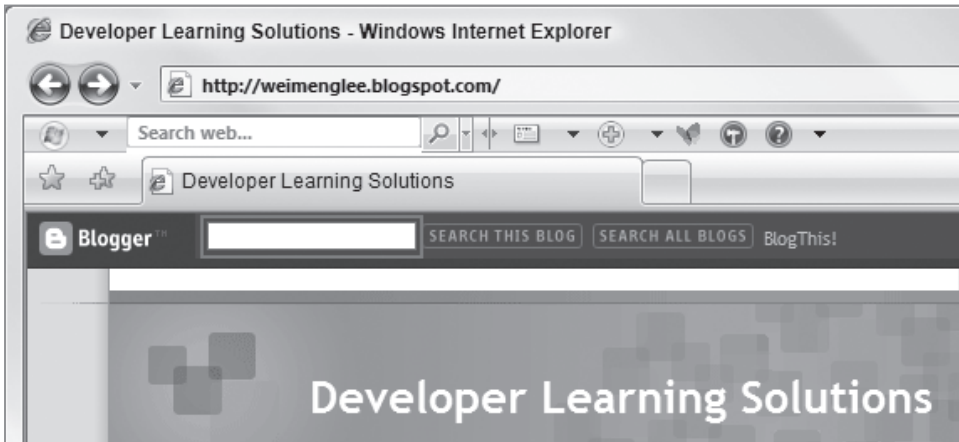 Developer Learning Solutions - Windows Internet Explorer
http://weimenglee.blogspot.com/
Search web...
Developer Learning Solutions
Blogger™ SEARCH THIS BLOG SEARCH ALL BLOGS BlogThis!
Developer Learning Solutions